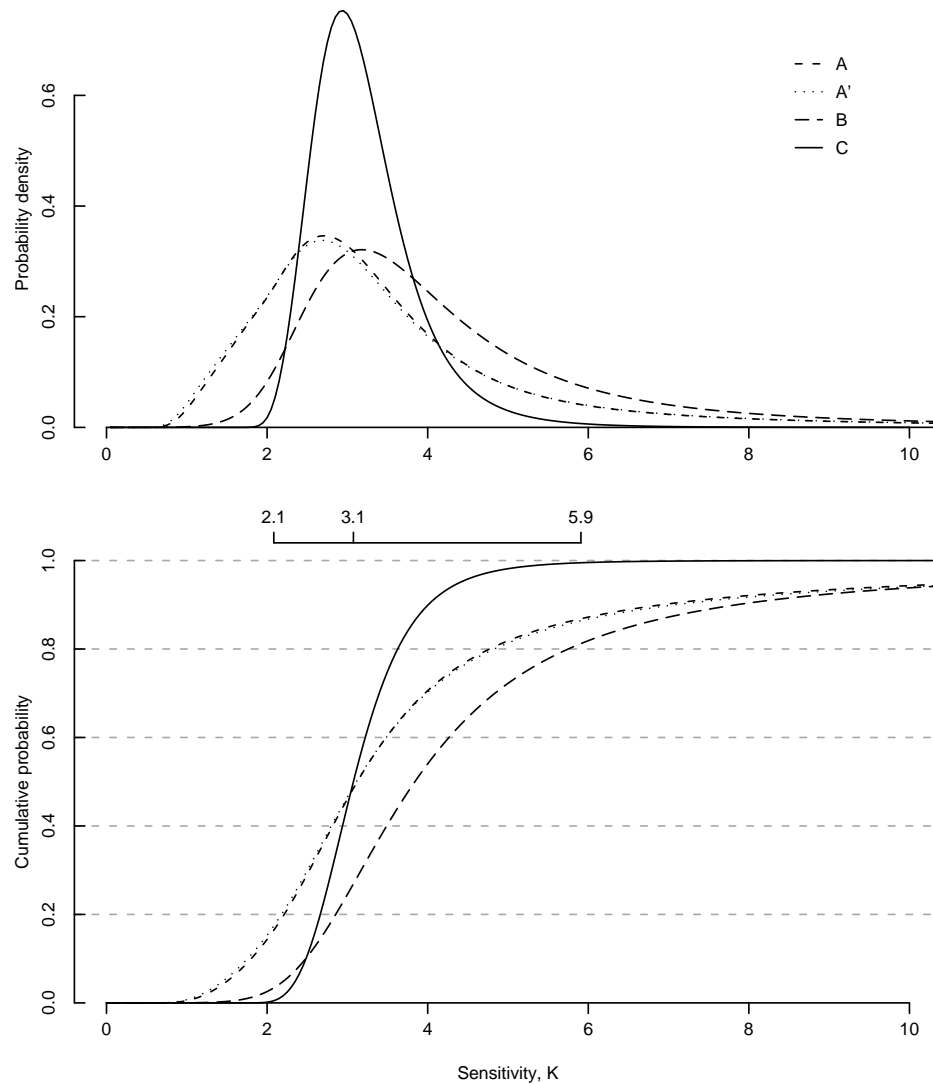 Probability density
0.6
0.4
0.2
0.0
A
A'
B
C
0 2 4 6 8 10
2.1 3.1 5.9
Cumulative probability
1.0
0.8
0.6
0.4
0.2
0.0
0 2 4 6 8 10
Sensitivity, K